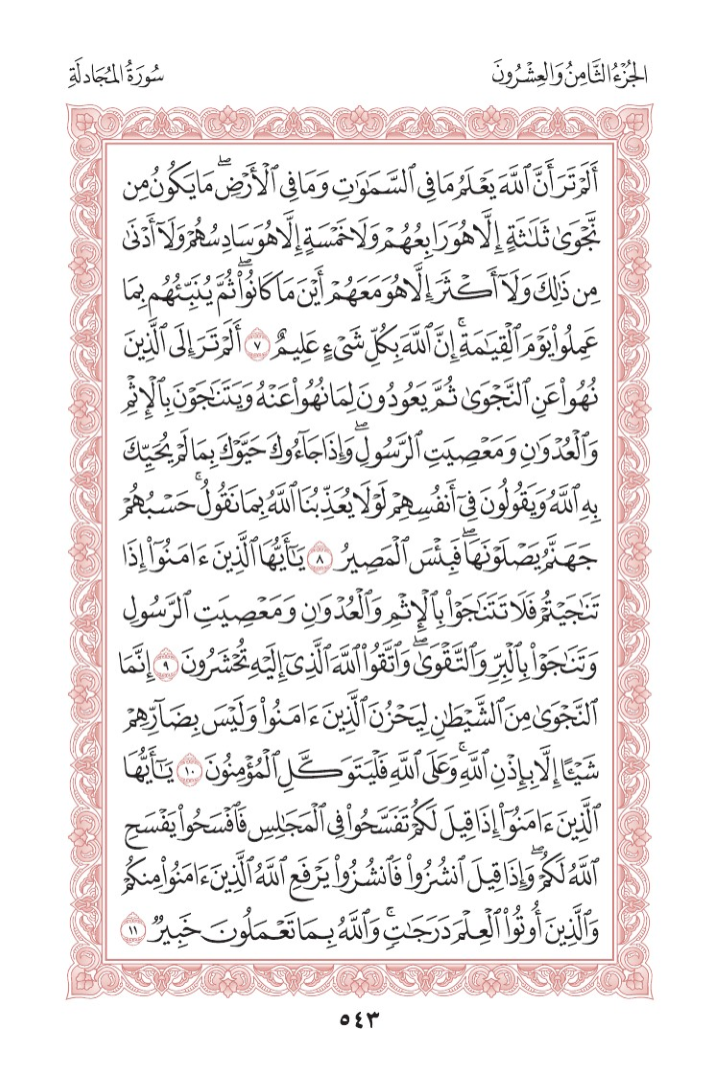 الجُزْءُ الثَّامِنُ وَالعِشْرُونَ
سُورَةُ المُجَادلَةِ
أَلَمْ تَرَ أَنَّ ٱللَّهَ يَعْلَمُ مَا فِي ٱلسَّمَٰوَٰتِ وَمَا فِي ٱلْأَرْضِۖ مَا يَكُونُ مِن
نَّجْوَىٰ ثَلَٰثَةٍ إِلَّا هُوَ رَابِعُهُمْ وَلَا خَمْسَةٍ إِلَّا هُوَ سَادِسُهُمْ وَلَآ أَدْنَىٰ
مِن ذَٰلِكَ وَلَآ أَكْثَرَ إِلَّا هُوَ مَعَهُمْ أَيْنَ مَا كَانُوا۟ۖ ثُمَّ يُنَبِّئُهُم بِمَا
عَمِلُوا۟ يَوْمَ ٱلْقِيَٰمَةِۚ إِنَّ ٱللَّهَ بِكُلِّ شَىْءٍ عَلِيمٌ ٧ أَلَمْ تَرَ إِلَى ٱلَّذِينَ
نُهُوا۟ عَنِ ٱلنَّجْوَىٰ ثُمَّ يَعُودُونَ لِمَا نُهُوا۟ عَنْهُ وَيَتَنَٰجَوْنَ بِٱلْإِثْمِ
وَٱلْعُدْوَٰنِ وَمَعْصِيَتِ ٱلرَّسُولِۖ وَإِذَا جَآءُوكَ حَيَّوْكَ بِمَا لَمْ يُحَيِّكَ
بِهِ ٱللَّهُ وَيَقُولُونَ فِىٓ أَنفُسِهِمْ لَوْلَا يُعَذِّبُنَا ٱللَّهُ بِمَا نَقُولُۚ حَسْبُهُمْ
جَهَنَّمُ يَصْلَوْنَهَاۖ فَبِئْسَ ٱلْمَصِيرُ ٨ يَٰٓأَيُّهَا ٱلَّذِينَ ءَامَنُوٓا۟ إِذَا
تَنَٰجَيْتُمْ فَلَا تَتَنَٰجَوْا۟ بِٱلْإِثْمِ وَٱلْعُدْوَٰنِ وَمَعْصِيَتِ ٱلرَّسُولِ
وَتَنَٰجَوْا۟ بِٱلْبِرِّ وَٱلتَّقْوَىٰۖ وَٱتَّقُوا۟ ٱللَّهَ ٱلَّذِىٓ إِلَيْهِ تُحْشَرُونَ ٩ إِنَّمَا
ٱلنَّجْوَىٰ مِنَ ٱلشَّيْطَٰنِ لِيَحْزُنَ ٱلَّذِينَ ءَامَنُوا۟ وَلَيْسَ بِضَآرِّهِمْ
شَيْـًٔا إِلَّا بِإِذْنِ ٱللَّهِۚ وَعَلَى ٱللَّهِ فَلْيَتَوَكَّلِ ٱلْمُؤْمِنُونَ ١٠ يَٰٓأَيُّهَا
ٱلَّذِينَ ءَامَنُوٓا۟ إِذَا قِيلَ لَكُمْ تَفَسَّحُوا۟ فِى ٱلْمَجَٰلِسِ فَٱفْسَحُوا۟ يَفْسَحِ
ٱللَّهُ لَكُمْۖ وَإِذَا قِيلَ ٱنشُزُوا۟ فَٱنشُزُوا۟ يَرْفَعِ ٱللَّهُ ٱلَّذِينَ ءَامَنُوا۟ مِنكُمْ
وَٱلَّذِينَ أُوتُوا۟ ٱلْعِلْمَ دَرَجَٰتٍۚ وَٱللَّهُ بِمَا تَعْمَلُونَ خَبِيرٌ ١١
٥٤٣